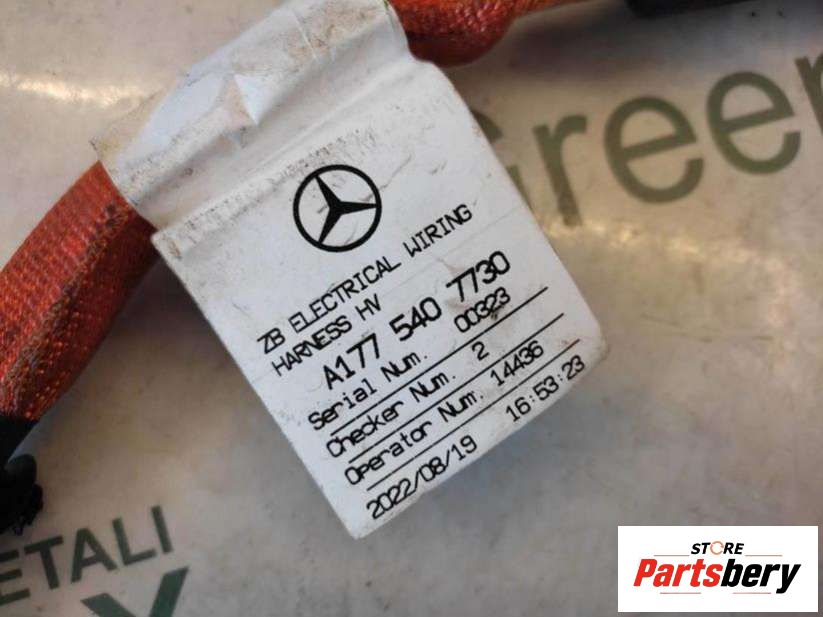 ZB ELECTRICAL WIRING
HARNESS HV
A177 540 7730
Serial Num. 00323
Checker Num. 2
Operator Num. 14436
2022/08/19 16:53:23
Green
ETALI
STORE
Partsbery